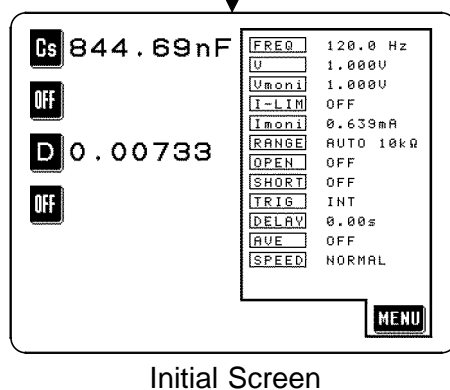 Cs 844.69nF
OFF
D 0.00733
OFF
FREQ 120.0 Hz
V 1.000V
Vmoni 1.000V
I-LIM OFF
Imoni 0.639mA
RANGE AUTO 10kΩ
OPEN OFF
SHORT OFF
TRIG INT
DELAY 0.00s
AVE OFF
SPEED NORMAL
MENU
Initial Screen